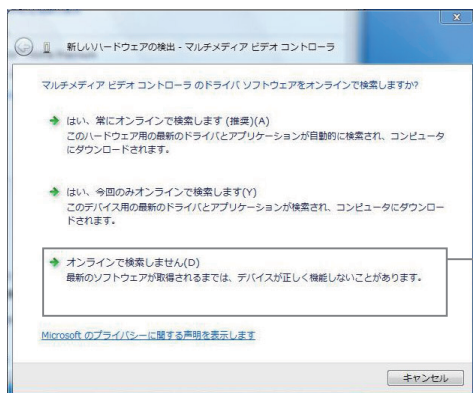 新しいハードウェアの検出 - マルチメディア ビデオ コントローラ
マルチメディア ビデオ コントローラ のドライバ ソフトウェアをオンラインで検索しますか?
はい、常にオンラインで検索します (推奨)(A)
このハードウェア用の最新のドライバとアプリケーションが自動的に検索され、コンピュータ
にダウンロードされます。
はい、今回のみオンラインで検索します(Y)
このデバイス用の最新のドライバとアプリケーションが検索され、コンピュータにダウンロー
ドされます。
オンラインで検索しません(D)
最新のソフトウェアが取得されるまでは、デバイスが正しく機能しないことがあります。
Microsoft のプライバシーに関する声明を表示します
キャンセル